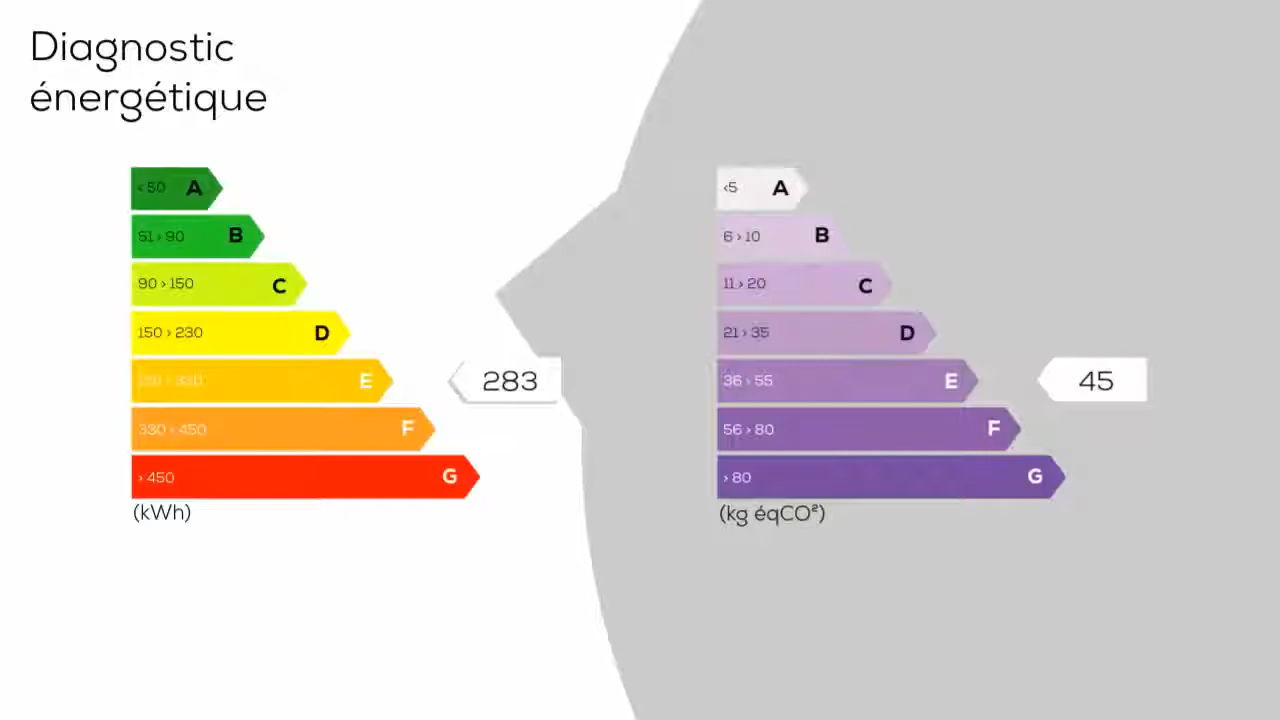 Diagnostic
énergétique
< 50 A
51 > 90 B
90 > 150 C
150 > 230 D
E
283
330 > 450 F
> 450 G
(kWh)
<5 A
6 > 10 B
11 > 20 C
21 > 35 D
36 > 55 E
45
56 > 80 F
> 80 G
(kg éqCO²)